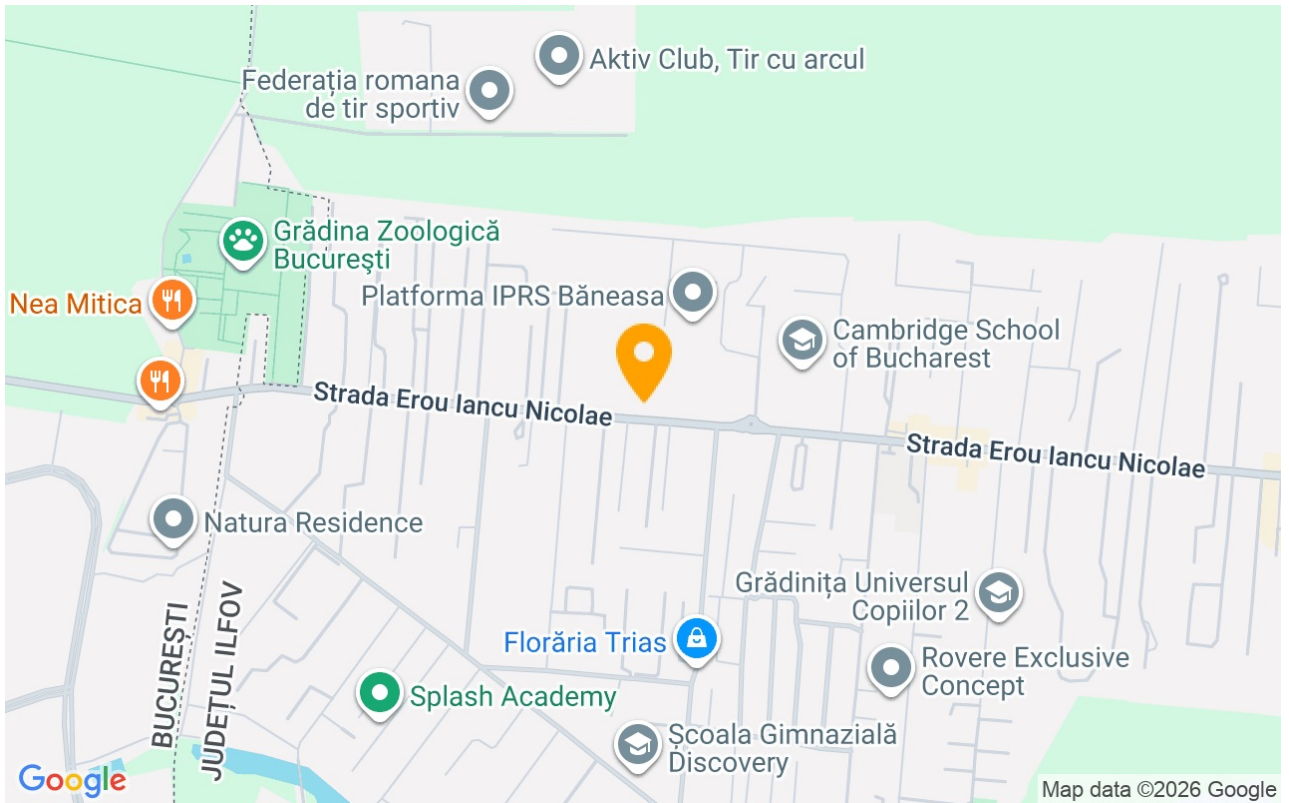 Aktiv Club, Tir cu arcul
Federația romana
de tir sportiv
Grădina Zoologică
București
Nea Mitica
Platforma IPRS Băneasa
Cambridge School
of Bucharest
Strada Erou Iancu Nicolae
Strada Erou Iancu Nicolae
Natura Residence
BUCUREȘTI
JUDEȚUL ILFOV
Grădinița Universul
Copiilor 2
Florăria Trias
Rovere Exclusive
Concept
Splash Academy
Școala Gimnazială
Discovery
Google
Map data ©2026 Google